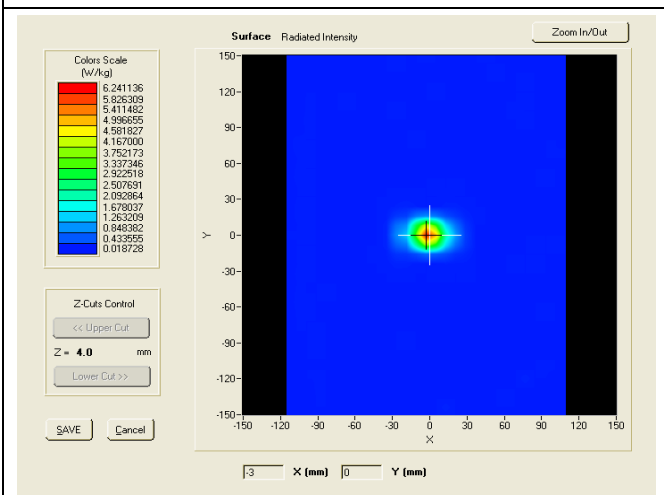 Surface Radiated Intensity
Zoom In/Out
Colors Scale
(W/kg)
6.241136
5.826309
5.411482
4.996655
4.581827
4.167000
3.752173
3.337346
2.922518
2.507691
2.092864
1.678037
1.263209
0.848382
0.433555
0.018728
Z-Cuts Control
<< Upper Cut
Z = 4.0 mm
Lower Cut >>
SAVE Cancel
150
120
90
60
30
Y 0
-30
-60
-90
-120
-150
-150 -120 -90 -60 -30 0 30 60 90 120 150
X
-3 X (mm) 0 Y (mm)